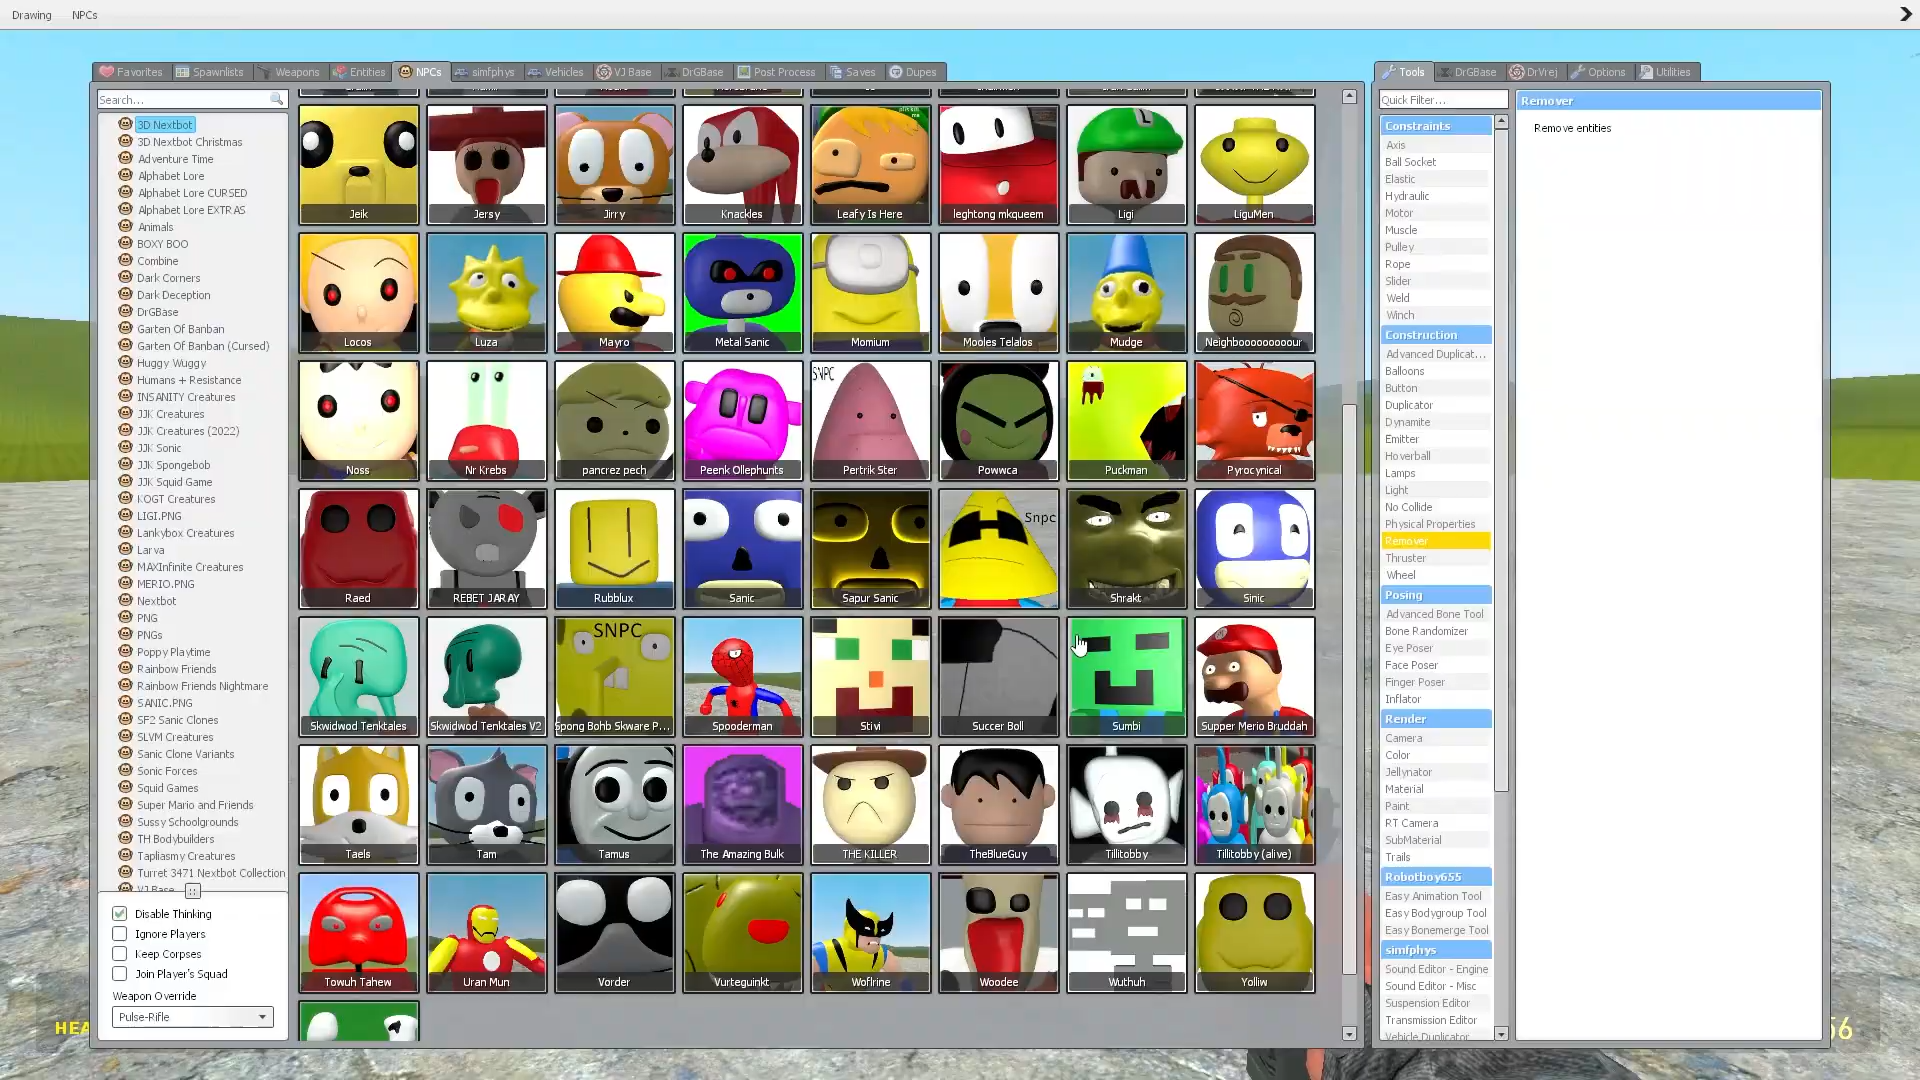 Drawing NPCs
Favorites Spawnlists Weapons Entities NPCs simfphys Vehicles VJ Base DrGBase Post Process Saves Dupes
Search...
3D Nextbot
3D Nextbot Christmas
Adventure Time
Alphabet Lore
Alphabet Lore CURSED
Alphabet Lore EXTRAS
Animals
BOXY BOO
Combine
Dark Corners
Dark Deception
DrGBase
Garten Of Banban
Garten Of Banban (Cursed)
Huggy Wuggy
Humans + Resistance
INSANITY Creatures
JJK Creatures
JJK Creatures (2022)
JJK Sonic
JJK Spongebob
JJK Squid Game
KOGT Creatures
LIGI.PNG
Lankybox Creatures
Larva
MAXInfinite Creatures
MERIO.PNG
Nextbot
PNG
PNGs
Poppy Playtime
Rainbow Friends
Rainbow Friends Nightmare
SANIC.PNG
SF2 Sanic Clones
SLVM Creatures
Sanic Clone Variants
Sonic Forces
Squid Games
Super Mario and Friends
Sussy Schoolgrounds
TH Bodybuilders
Tapliasmy Creatures
Turret 3471 Nextbot Collection
VJ Base
Disable Thinking
Ignore Players
Keep Corpses
Join Player's Squad
Weapon Override
Pulse-Rifle
HEA
Jeik Jersy Jirry Knackles Leafy Is Here leghtong mkqueem Ligi LiguMen
Locos Luza Mayro Metal Sanic Momium Mooles Telalos Mudge Neighboooooooour
SNPC
Noss Nr Krebs pancrez pech Peenk Ollephunts Pertrik Ster Powwca Puckman Pyrocynical
Snpc
Raed REBET JARAY Rubblux Sanic Sapur Sanic Shrakt Sinic
SNPC
Skwidwod Tenktales Skwidwod Tenktales V2 Spong Bohb Skware P... Spooderman Stivi Succer Boll Sumbi Supper Merio Bruddah
Taels Tam Tamus The Amazing Bulk THE KILLER TheBlueGuy Tillitobby Tillitobby (alive)
Towuh Tahew Uran Mun Vorder Vurteguinkt Woflrine Woodee Wuthuh Yolliw
Tools DrGBase DrVrej Options Utilities
Quick Filter...
Constraints
Axis
Ball Socket
Elastic
Hydraulic
Motor
Muscle
Pulley
Rope
Slider
Weld
Winch
Construction
Advanced Duplicat...
Balloons
Button
Duplicator
Dynamite
Emitter
Hoverball
Lamps
Light
No Collide
Physical Properties
Remover
Thruster
Wheel
Posing
Advanced Bone Tool
Bone Randomizer
Eye Poser
Face Poser
Finger Poser
Inflator
Render
Camera
Color
Jellynator
Material
Paint
RT Camera
SubMaterial
Trails
Robotboy655
Easy Animation Tool
Easy Bodygroup Tool
Easy Bonemerge Tool
simfphys
Sound Editor - Engine
Sound Editor - Misc
Suspension Editor
Transmission Editor
Vehicle Duplicator
Remover
Remove entities
56